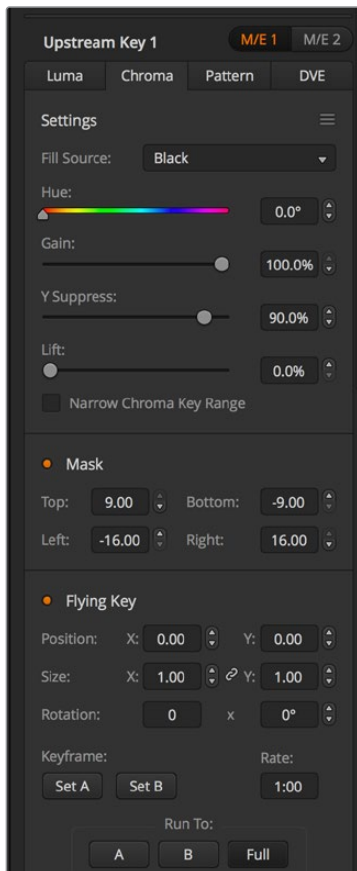 Upstream Key 1 M/E 1 M/E 2
Luma Chroma Pattern DVE
Settings
Fill Source: Black
Hue:
0.0°
Gain:
100.0%
Y Suppress:
90.0%
Lift:
0.0%
Narrow Chroma Key Range
Mask
Top: 9.00 Bottom: -9.00
Left: -16.00 Right: 16.00
Flying Key
Position: X: 0.00 Y: 0.00
Size: X: 1.00 Y: 1.00
Rotation: 0 x 0°
Keyframe: Rate:
Set A Set B 1:00
Run To:
A B Full